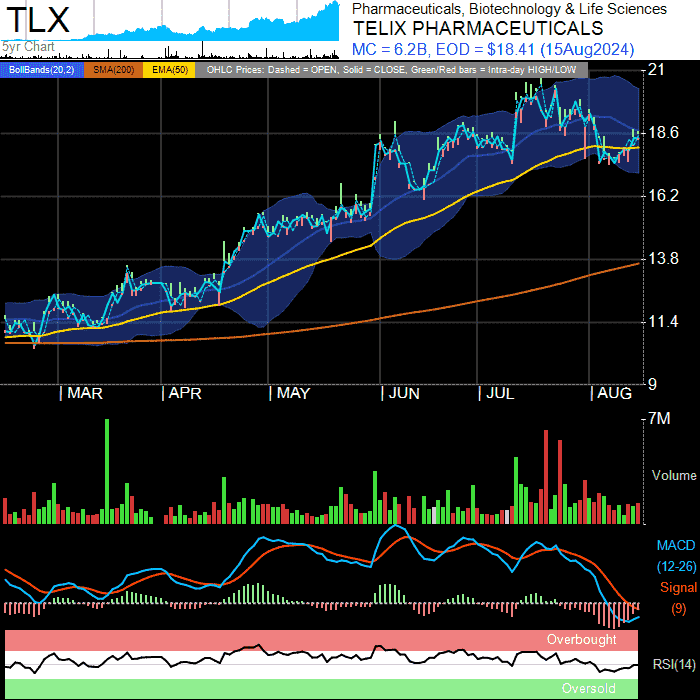 TLX
5yr Chart
Pharmaceuticals, Biotechnology & Life Sciences
TELIX PHARMACEUTICALS
MC = 6.2B, EOD = $18.41 (15Aug2024)
BollBands(20,2) SMA(200) EMA(50) OHLC Prices: Dashed = OPEN, Solid = CLOSE, Green/Red bars = Intra-day HIGH/LOW
21
18.6
16.2
13.8
11.4
9
MAR APR MAY JUN JUL AUG
7M
Volume
MACD
(12-26)
Signal
(9)
Overbought
RSI(14)
Oversold